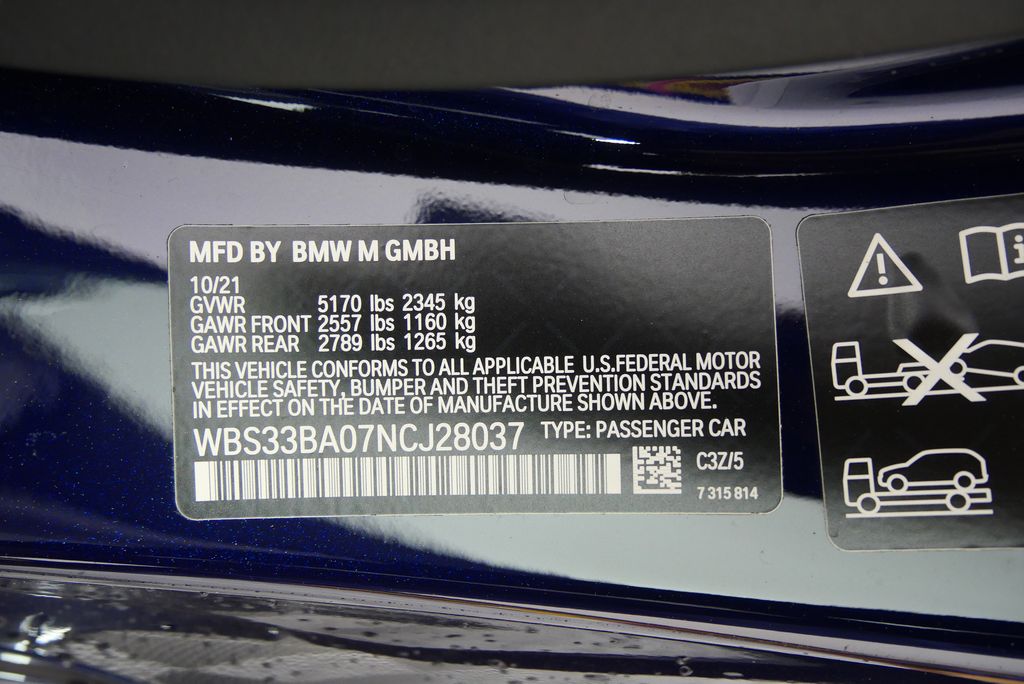 MFD BY BMW M GMBH
10/21
GVWR 5170 lbs 2345 kg
GAWR FRONT 2557 lbs 1160 kg
GAWR REAR 2789 lbs 1265 kg
THIS VEHICLE CONFORMS TO ALL APPLICABLE U.S.FEDERAL MOTOR
VEHICLE SAFETY, BUMPER AND THEFT PREVENTION STANDARDS
IN EFFECT ON THE DATE OF MANUFACTURE SHOWN ABOVE.
WBS33BA07NCJ28037 TYPE: PASSENGER CAR
C3Z/5
7 315 814